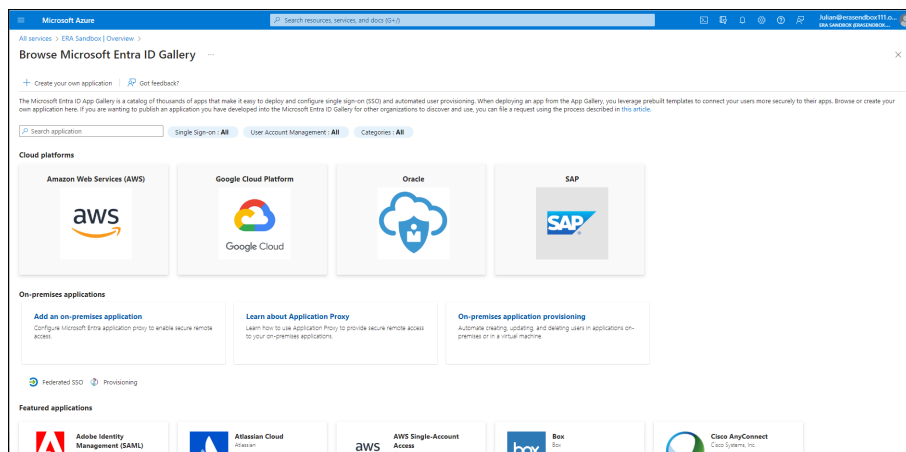 Microsoft Azure
Search resources, services, and docs (G+/)
Julian@erasendbox111.o...
ERA SANDBOX (ERASENDBOX....
All services > ERA Sandbox | Overview >
Browse Microsoft Entra ID Gallery ...
+ Create your own application
Got feedback?
The Microsoft Entra ID App Gallery is a catalog of thousands of apps that make it easy to deploy and configure single sign-on (SSO) and automated user provisioning. When deploying an app from the App Gallery, you leverage prebuilt templates to connect your users more securely to their apps. Browse or create your
own application here. If you are wanting to publish an application you have developed into the Microsoft Entra ID Gallery for other organizations to discover and use, you can file a request using the process described in this article.
Search application
Single Sign-on : All
User Account Management : All
Categories : All
Cloud platforms
Amazon Web Services (AWS)
Google Cloud Platform
Oracle
SAP
aws
Google Cloud
SAP
On-premises applications
Add an on-premises application
Configure Microsoft Entra application proxy to enable secure remote
access.
Learn about Application Proxy
Learn how to use Application Proxy to provide secure remote access
to your on-premises applications.
On-premises application provisioning
Automate creating, updating, and deleting users in applications on-
premises or in a virtual machine.
Federated SSO
Provisioning
Featured applications
Adobe Identity
Management (SAML)
Atlassian Cloud
Atlassian
aws
AWS Single-Account
Access
box
Box
Box
Cisco AnyConnect
Cisco Systems, Inc.